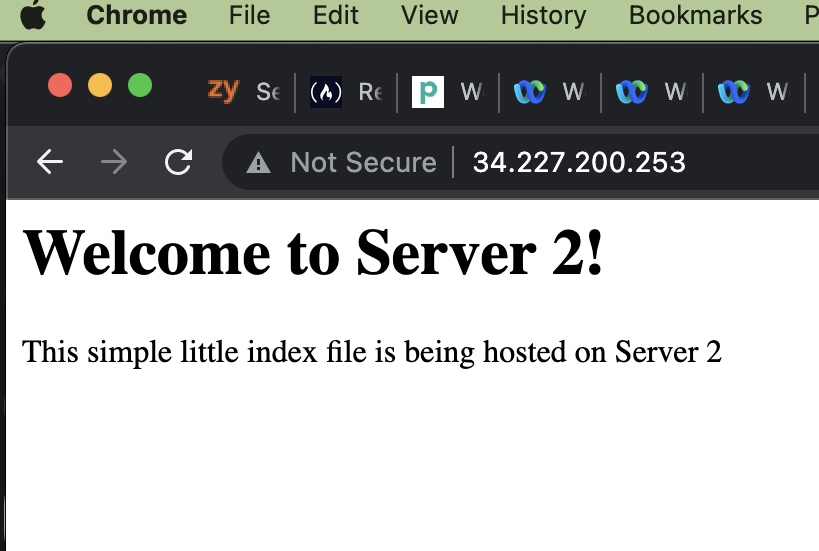 Chrome File Edit View History Bookmarks P
zy Se Re p W W W W
Not Secure 34.227.200.253
Welcome to Server 2!
This simple little index file is being hosted on Server 2